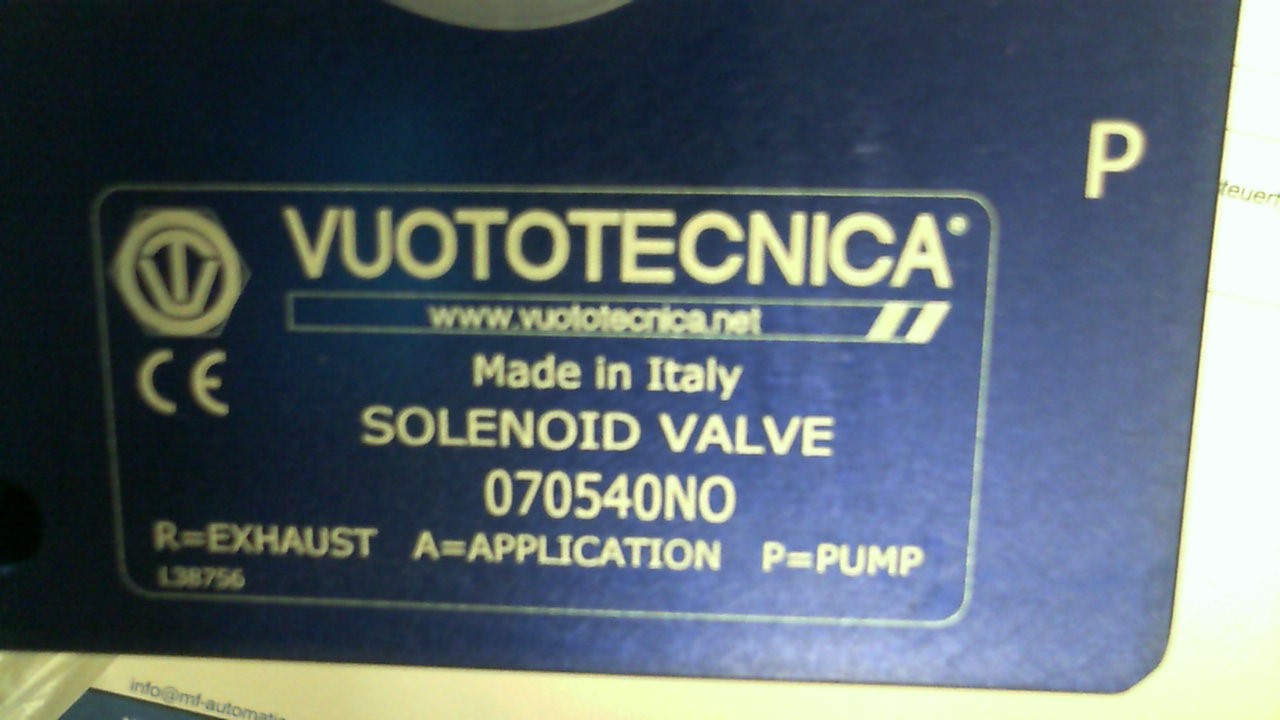 P
VUOTOTECNICA®
www.vuototecnica.net
CE
Made in Italy
SOLENOID VALVE
070540NO
R=EXHAUST A=APPLICATION P=PUMP
L38756